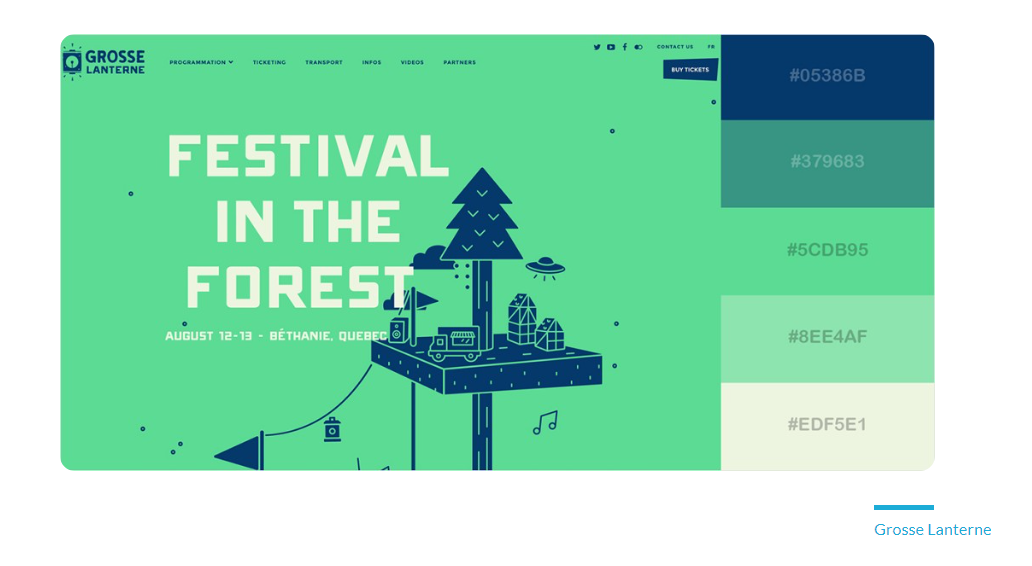 GROSSE
LANTERNE
PROGRAMMATION
TICKETING
TRANSPORT
INFOS
VIDEOS
PARTNERS
CONTACT US
FR
BUY TICKETS
FESTIVAL
IN THE
FOREST
AUGUST 12-13 - BÉTHANIE, QUEBEC
#05386B
#379683
#5CDB95
#8EE4AF
#EDF5E1
Grosse Lanterne